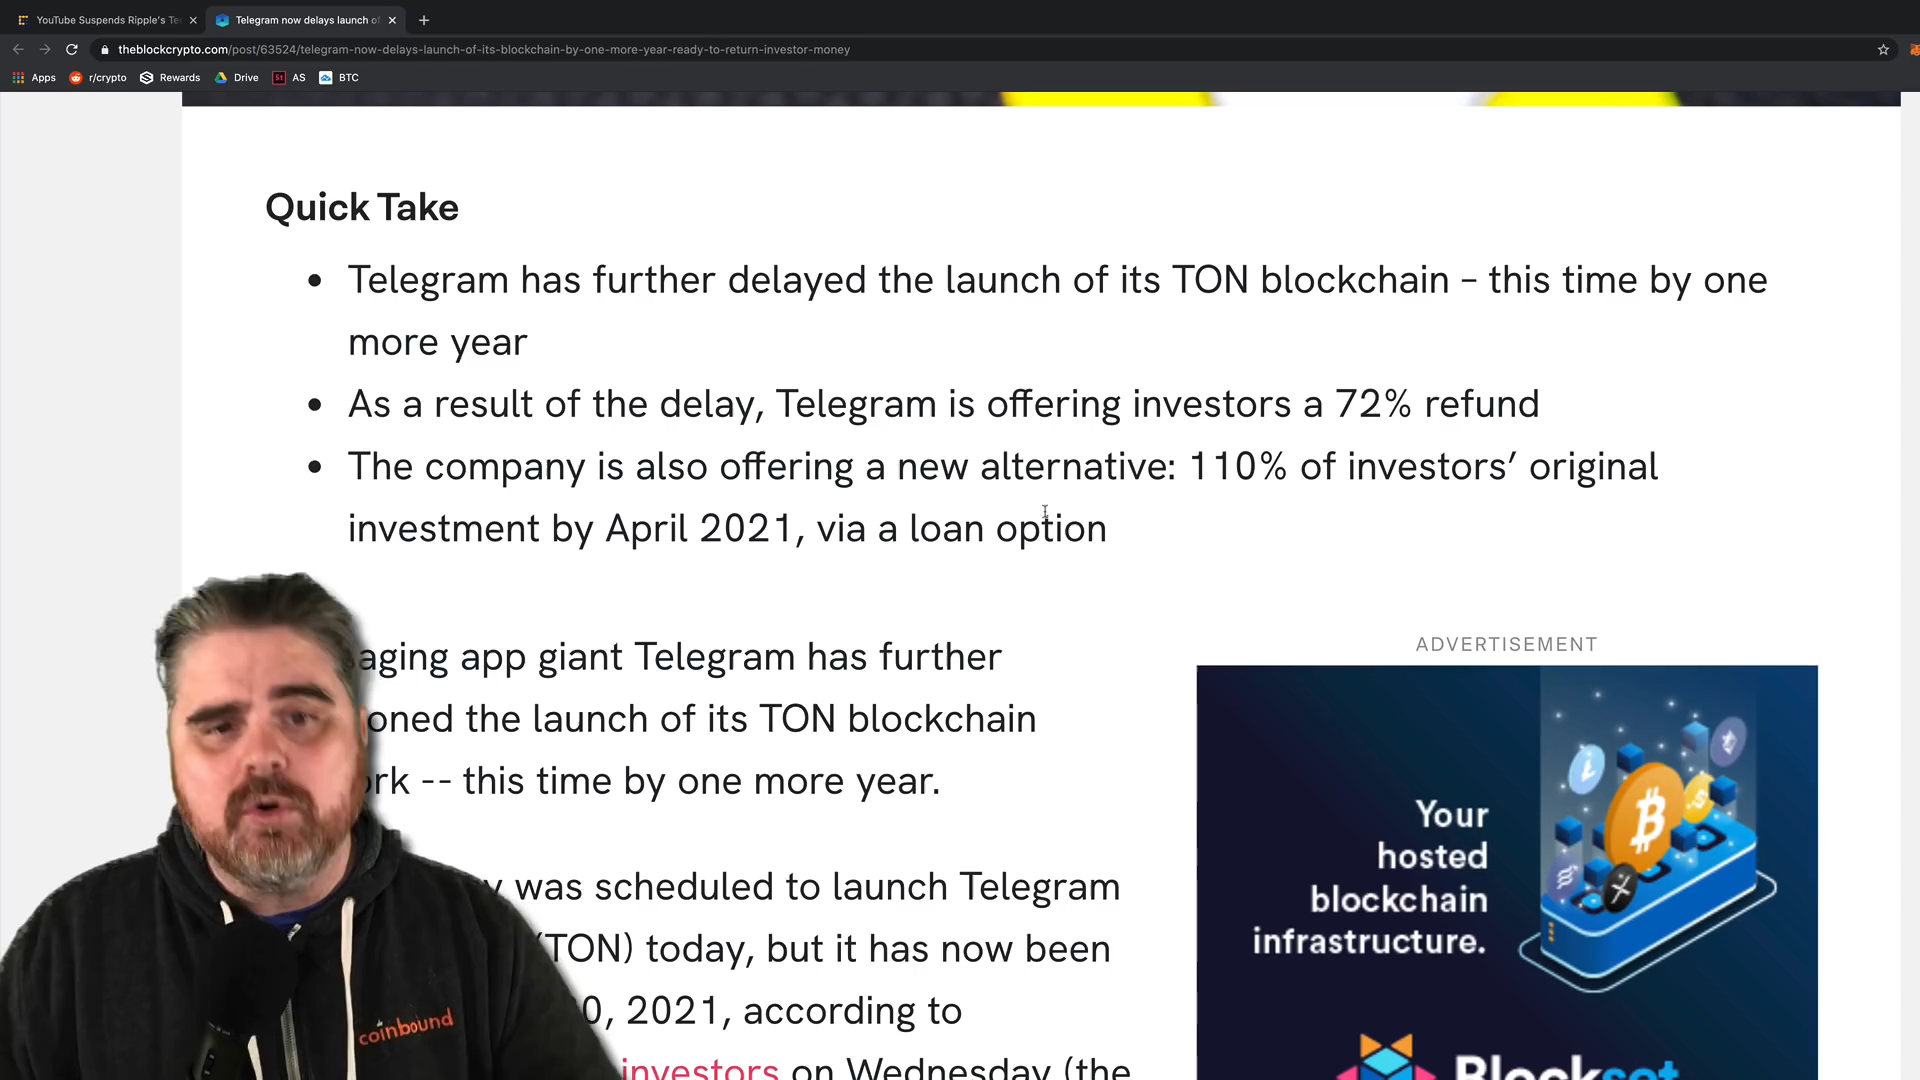 YouTube Suspends Ripple's Te
Telegram now delays launch of
theblockcrypto.com/post/63524/telegram-now-delays-launch-of-its-blockchain-by-one-more-year-ready-to-return-investor-money
Apps r/crypto Rewards Drive St AS BTC
Quick Take
• Telegram has further delayed the launch of its TON blockchain – this time by one
more year
• As a result of the delay, Telegram is offering investors a 72% refund
• The company is also offering a new alternative: 110% of investors' original
investment by April 2021, via a loan option
aging app giant Telegram has further
oned the launch of its TON blockchain
ork -- this time by one more year.
y was scheduled to launch Telegram
(TON) today, but it has now been
0, 2021, according to
investors on Wednesday (the
ADVERTISEMENT
Your
hosted
blockchain
infrastructure.
Blockset
coinbound